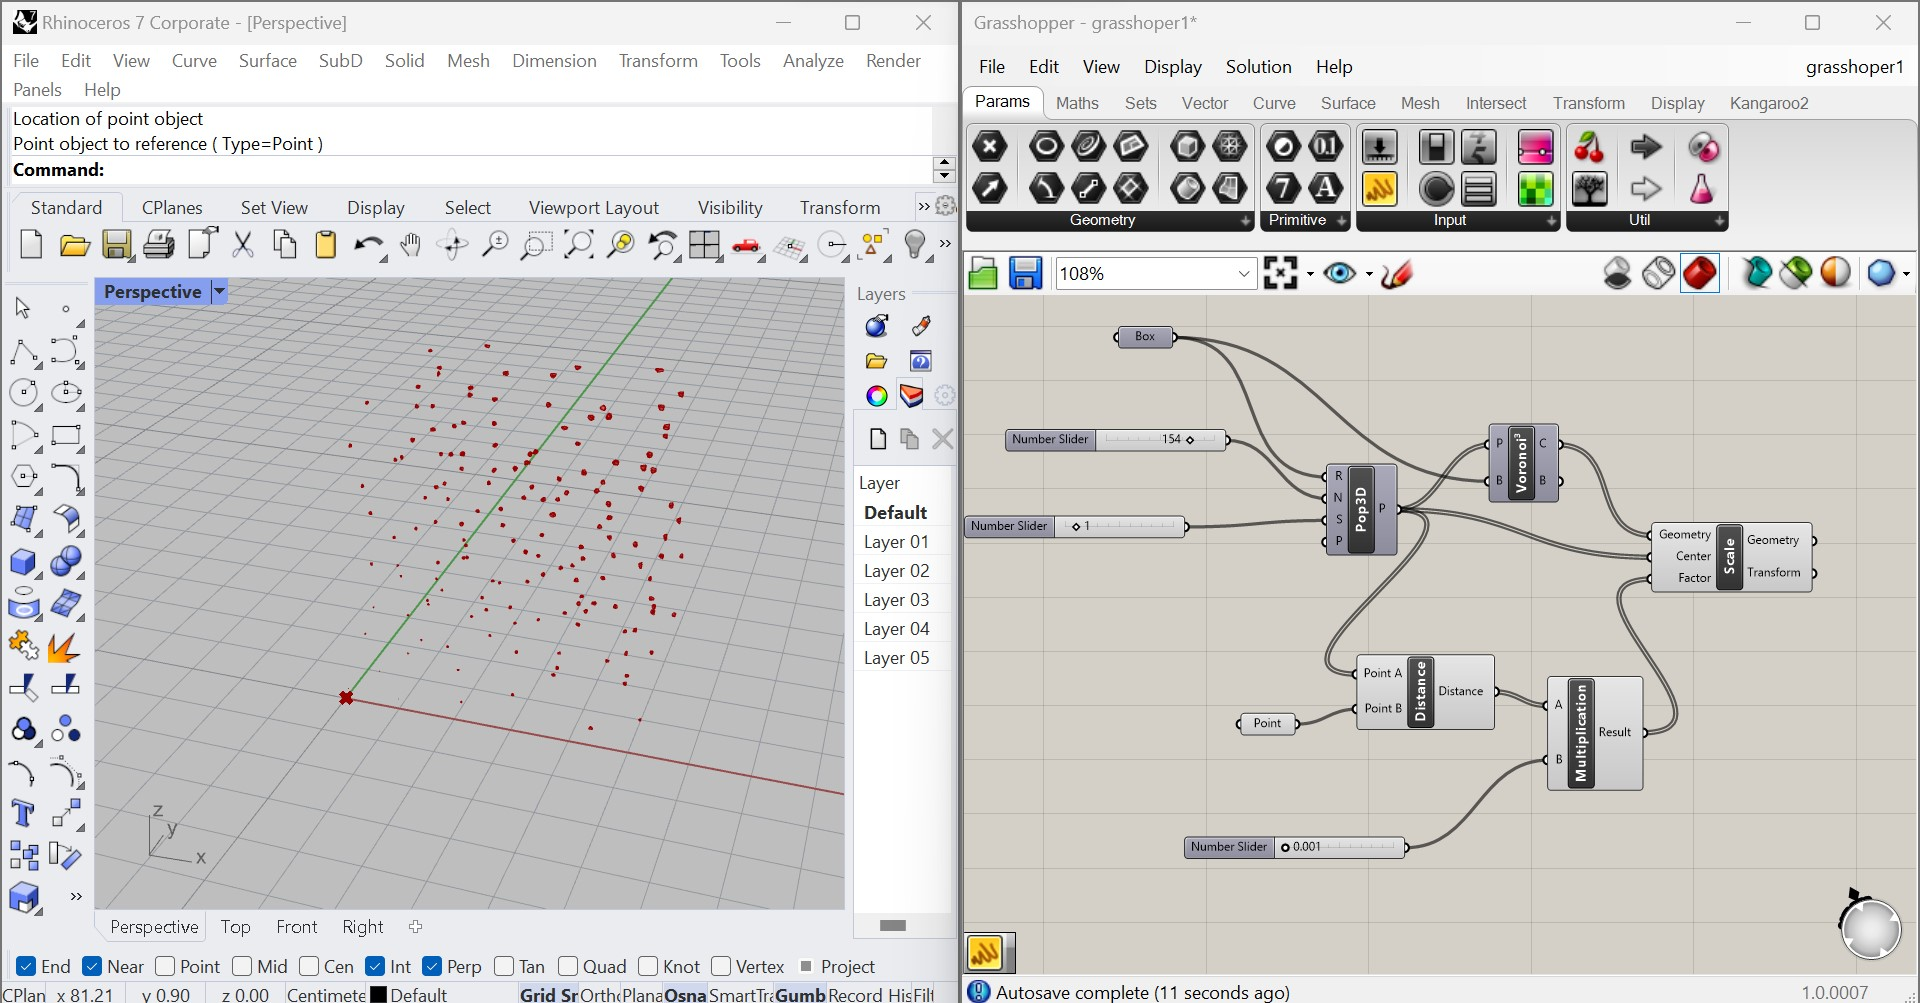 Rhinoceros 7 Corporate - [Perspective]
File Edit View Curve Surface SubD Solid Mesh Dimension Transform Tools Analyze Render
Panels Help
Location of point object
Point object to reference ( Type=Point )
Command:
Standard CPlanes Set View Display Select Viewport Layout Visibility Transform »
»
Perspective
Layers
Layer
Default
Layer 01
Layer 02
Layer 03
Layer 04
Layer 05
z
y
x
»
Perspective Top Front Right
End Near Point Mid Cen Int Perp Tan Quad Knot Vertex Project
CPlan x 81.21 y 0.90 z 0.00 Centimete Default Grid Sr Orth Plana Osna SmartTra Gumb Record His Filt
Grasshopper - grasshoper1*
File Edit View Display Solution Help grasshoper1
Params Maths Sets Vector Curve Surface Mesh Intersect Transform Display Kangaroo2
0.1
7 A
Geometry Primitive Input Util
108%
Box
Number Slider 154
P C
Voronoi³
B B
R
N
S
P
Pop3D
P
Number Slider 1
Geometry
Center
Factor
Scale
Geometry
Transform
Point A
Point B
Distance
Distance
Point
A
B
Multiplication
Result
Number Slider 0.001
Autosave complete (11 seconds ago) 1.0.0007